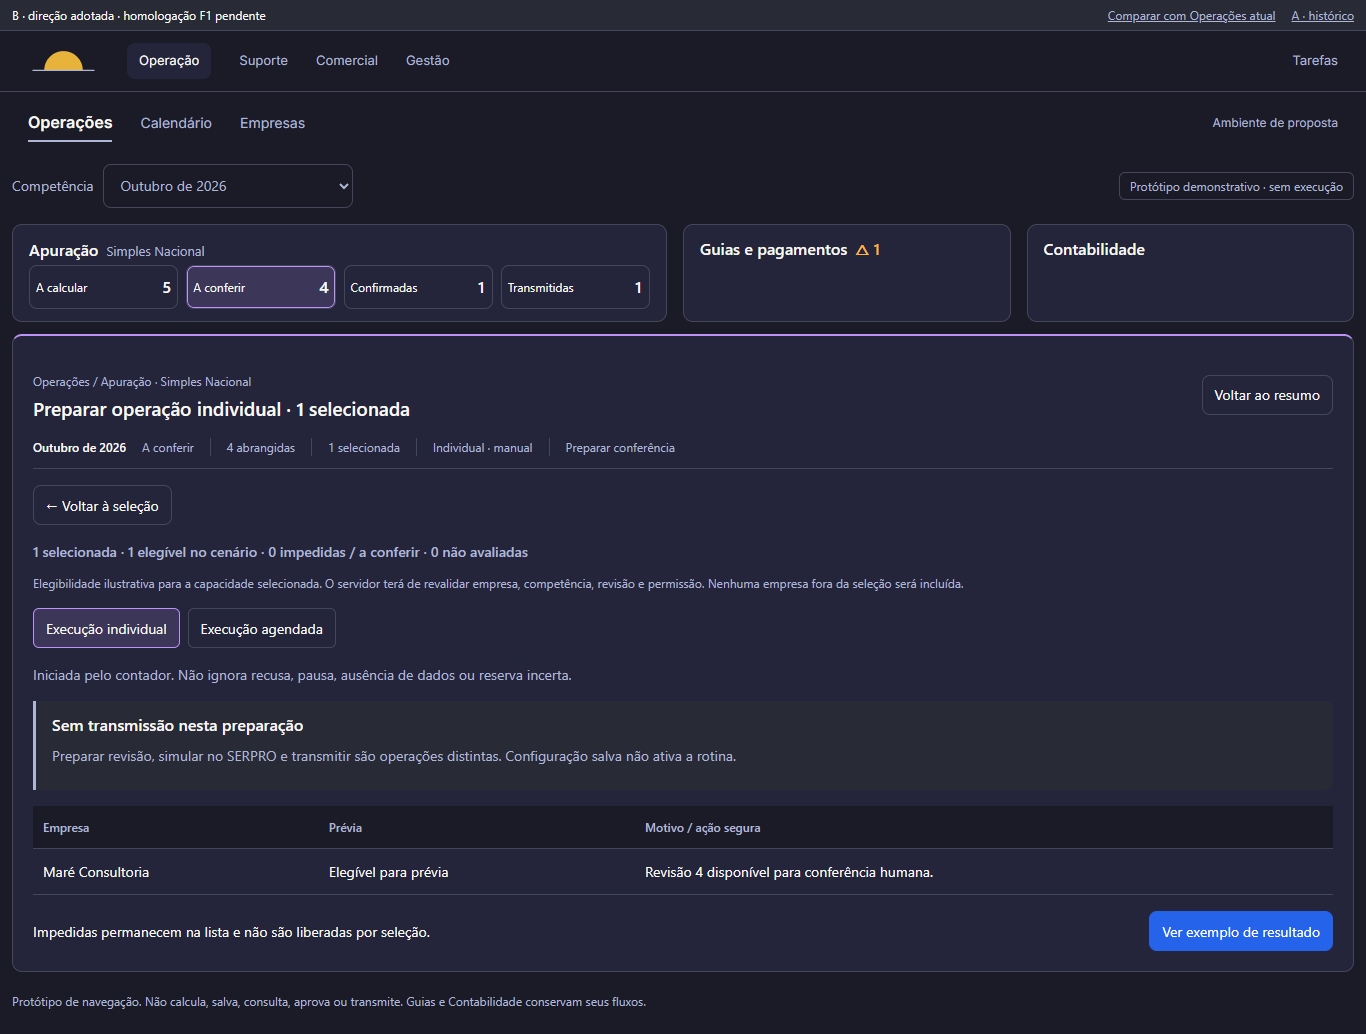 B · direção adotada · homologação F1 pendente
Comparar com Operações atual
A · histórico
Operação
Suporte
Comercial
Gestão
Tarefas
Operações
Calendário
Empresas
Ambiente de proposta
Competência
Outubro de 2026
Protótipo demonstrativo · sem execução
Apuração Simples Nacional
A calcular 5
A conferir 4
Confirmadas 1
Transmitidas 1
Guias e pagamentos △ 1
Contabilidade
Operações / Apuração · Simples Nacional
Preparar operação individual · 1 selecionada
Voltar ao resumo
Outubro de 2026
A conferir
4 abrangidas
1 selecionada
Individual · manual
Preparar conferência
← Voltar à seleção
1 selecionada · 1 elegível no cenário · 0 impedidas / a conferir · 0 não avaliadas
Elegibilidade ilustrativa para a capacidade selecionada. O servidor terá de revalidar empresa, competência, revisão e permissão. Nenhuma empresa fora da seleção será incluída.
Execução individual
Execução agendada
Iniciada pelo contador. Não ignora recusa, pausa, ausência de dados ou reserva incerta.
Sem transmissão nesta preparação
Preparar revisão, simular no SERPRO e transmitir são operações distintas. Configuração salva não ativa a rotina.
Empresa
Prévia
Motivo / ação segura
Maré Consultoria
Elegível para prévia
Revisão 4 disponível para conferência humana.
Impedidas permanecem na lista e não são liberadas por seleção.
Ver exemplo de resultado
Protótipo de navegação. Não calcula, salva, consulta, aprova ou transmite. Guias e Contabilidade conservam seus fluxos.